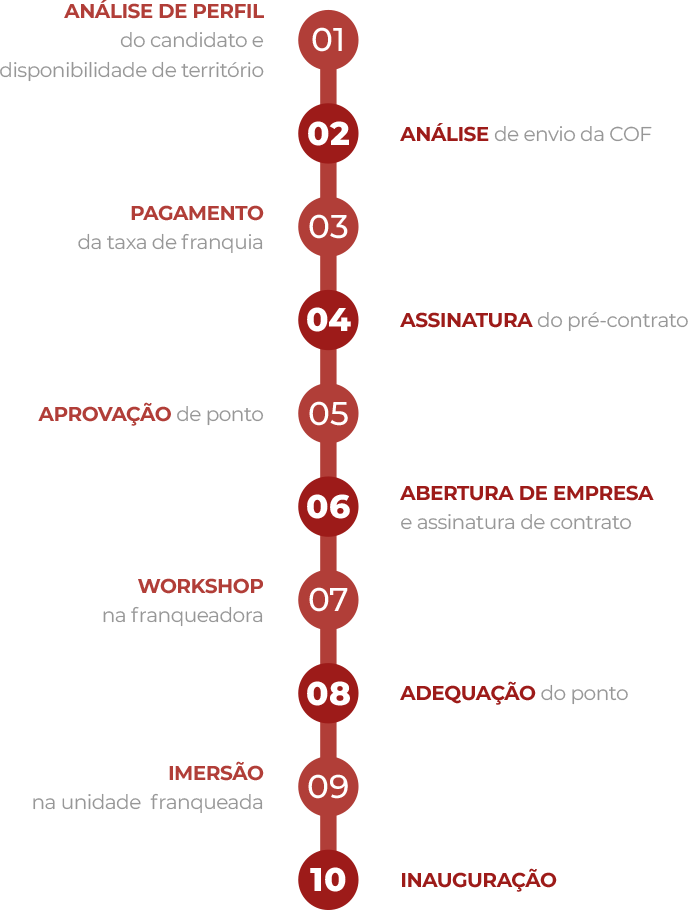 ANÁLISE DE PERFIL
do candidato e
disponibilidade de território
01
02
ANÁLISE de envio da COF
PAGAMENTO
da taxa de franquia
03
04
ASSINATURA do pré-contrato
APROVAÇÃO de ponto
05
06
ABERTURA DE EMPRESA
e assinatura de contrato
WORKSHOP
na franqueadora
07
08
ADEQUAÇÃO do ponto
IMERSÃO
na unidade franqueada
09
10
INAUGURAÇÃO